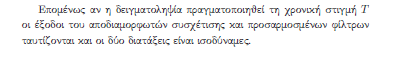 Επομένως αν η δειγματοληψία πραγματοποιηθεί τη χρονική στιγμή T
οι έξοδοι του αποδιαμορφωτών συσχέτισης και προσαρμοσμένων φίλτρων
ταυτίζονται και οι δύο διατάξεις είναι ισοδύναμες.